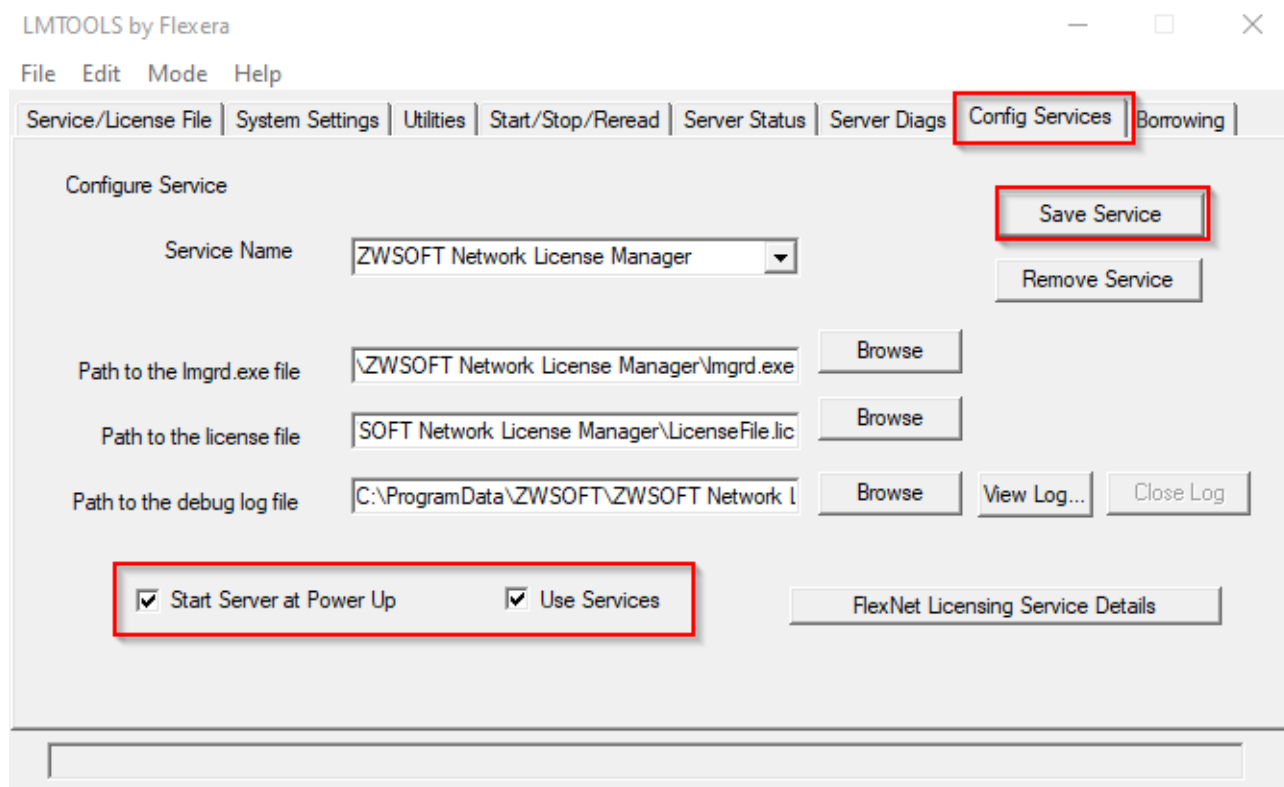 LMTOOLS by Flexera
File Edit Mode Help
Service/License File System Settings Utilities Start/Stop/Reread Server Status Server Diags Config Services Borrowing
Configure Service
Save Service
Service Name ZWSOFT Network License Manager
Remove Service
Path to the lmgrd.exe file \ZWSOFT Network License Manager\lmgrd.exe Browse
Path to the license file SOFT Network License Manager\LicenseFile.lic Browse
Path to the debug log file C:\ProgramData\ZWSOFT\ZWSOFT Network L Browse View Log... Close Log
Start Server at Power Up Use Services
FlexNet Licensing Service Details